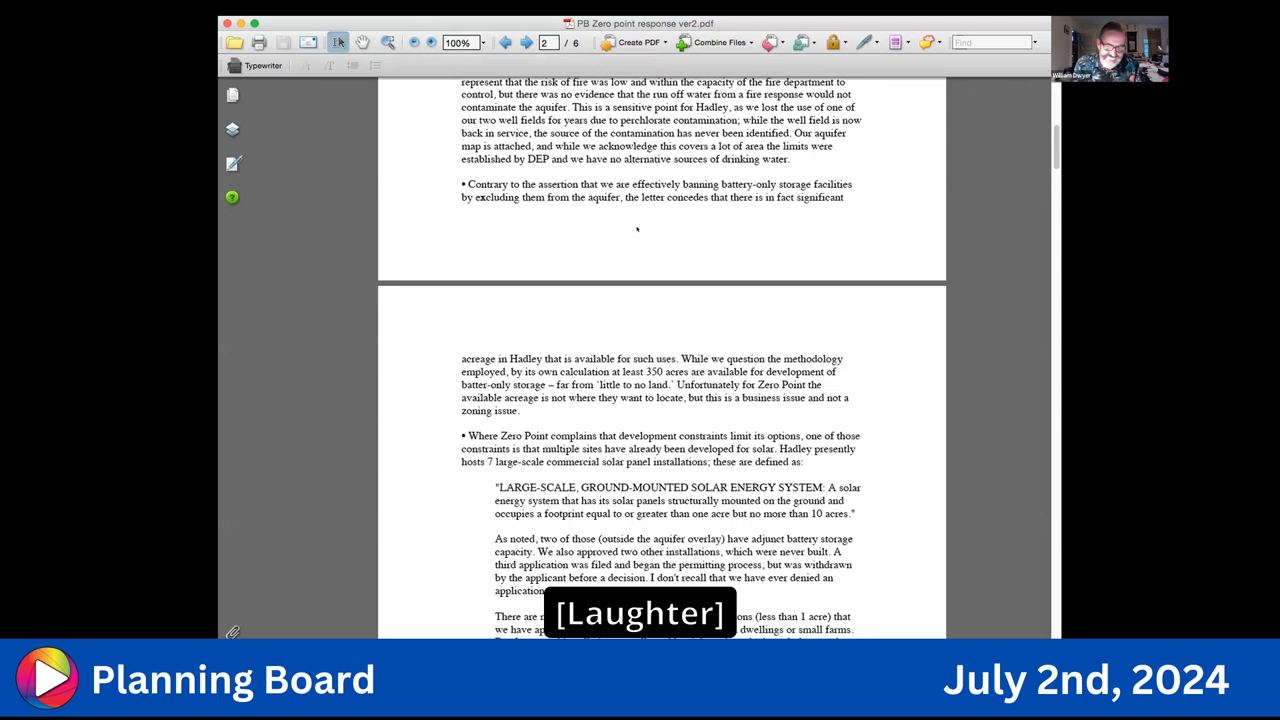 PB Zero point response ver2.pdf
100%
2 / 6
Create PDF
Combine Files
Find
Typewriter
William Dwyer
represent that the risk of fire was low and within the capacity of the fire department to
control, but there was no evidence that the run off water from a fire response would not
contaminate the aquifer. This is a sensitive point for Hadley, as we lost the use of one of
our two well fields for years due to perchlorate contamination; while the well field is now
back in service, the source of the contamination has never been identified. Our aquifer
map is attached, and while we acknowledge this covers a lot of area the limits were
established by DEP and we have no alternative sources of drinking water.
• Contrary to the assertion that we are effectively banning battery-only storage facilities
by excluding them from the aquifer, the letter concedes that there is in fact significant
acreage in Hadley that is available for such uses. While we question the methodology
employed, by its own calculation at least 350 acres are available for development of
batter-only storage – far from ‘little to no land.’ Unfortunately for Zero Point the
available acreage is not where they want to locate, but this is a business issue and not a
zoning issue.
• Where Zero Point complains that development constraints limit its options, one of those
constraints is that multiple sites have already been developed for solar. Hadley presently
hosts 7 large-scale commercial solar panel installations; these are defined as:
"LARGE-SCALE, GROUND-MOUNTED SOLAR ENERGY SYSTEM: A solar
energy system that has its solar panels structurally mounted on the ground and
occupies a footprint equal to or greater than one acre but no more than 10 acres."
As noted, two of those (outside the aquifer overlay) have adjunct battery storage
capacity. We also approved two other installations, which were never built. A
third application was filed and began the permitting process, but was withdrawn
by the applicant before a decision. I don't recall that we have ever denied an
application
There are (less than 1 acre) that
we have dwellings or small farms.
[Laughter]
Planning Board
July 2nd, 2024